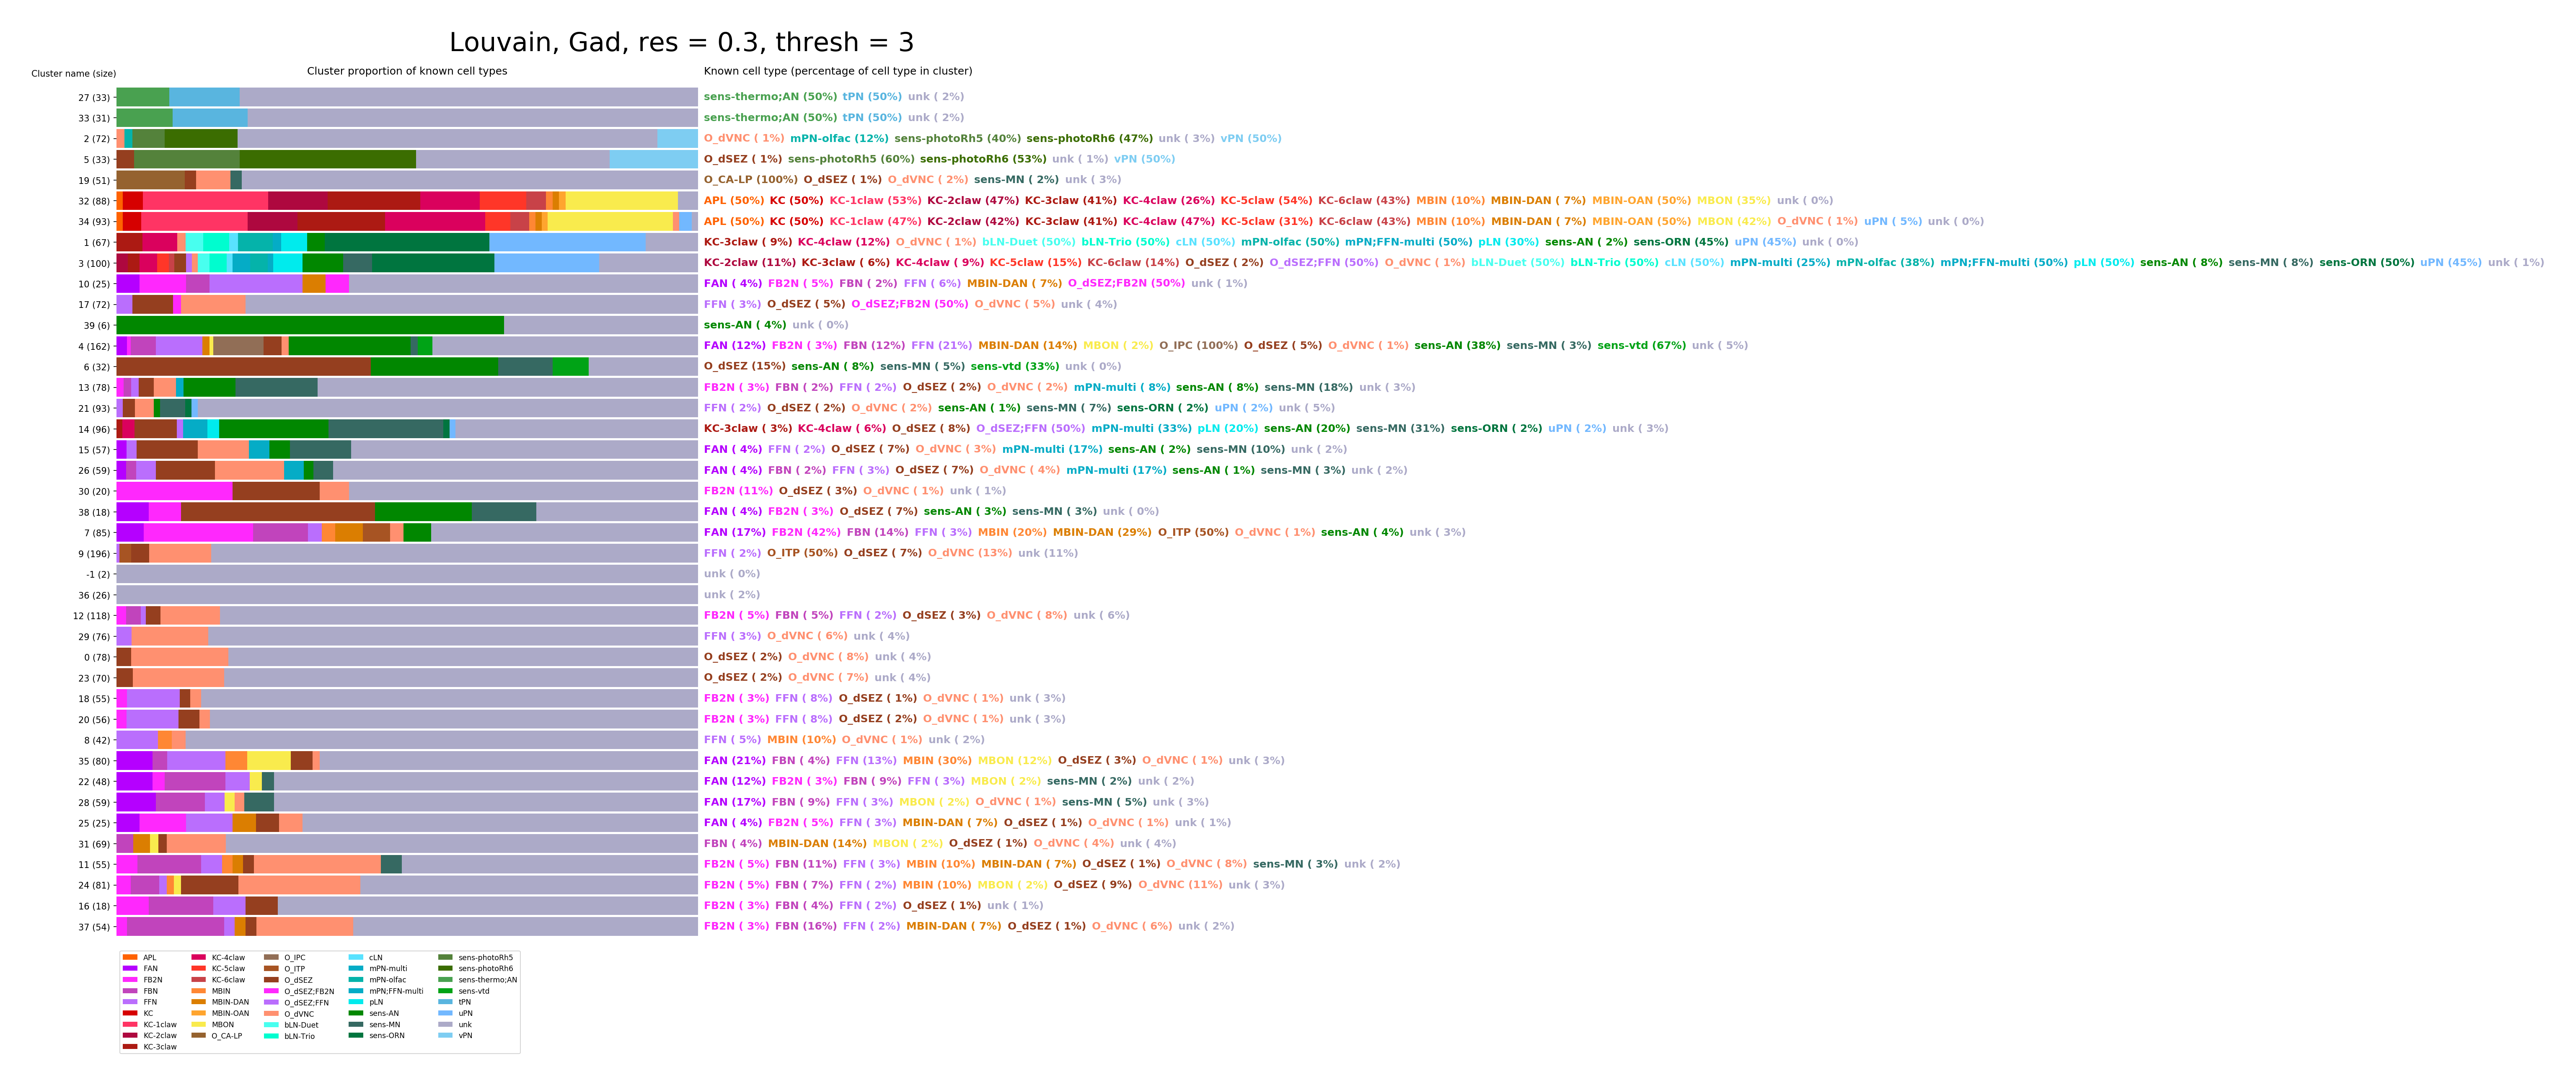 Louvain, Gad, res = 0.3, thresh = 3
Cluster name (size) Cluster proportion of known cell types Known cell type (percentage of cell type in cluster)
27 (33) sens-thermo;AN (50%) tPN (50%) unk ( 2%)
33 (31) sens-thermo;AN (50%) tPN (50%) unk ( 2%)
2 (72) O_dVNC ( 1%) mPN-olfac (12%) sens-photoRh5 (40%) sens-photoRh6 (47%) unk ( 3%) vPN (50%)
5 (33) O_dSEZ ( 1%) sens-photoRh5 (60%) sens-photoRh6 (53%) unk ( 1%) vPN (50%)
19 (51) O_CA-LP (100%) O_dSEZ ( 1%) O_dVNC ( 2%) sens-MN ( 2%) unk ( 3%)
32 (88) APL (50%) KC (50%) KC-1claw (53%) KC-2claw (47%) KC-3claw (41%) KC-4claw (26%) KC-5claw (54%) KC-6claw (43%) MBIN (10%) MBIN-DAN ( 7%) MBIN-OAN (50%) MBON (35%) unk ( 0%)
34 (93) APL (50%) KC (50%) KC-1claw (47%) KC-2claw (42%) KC-3claw (41%) KC-4claw (47%) KC-5claw (31%) KC-6claw (43%) MBIN (10%) MBIN-DAN ( 7%) MBIN-OAN (50%) MBON (42%) O_dVNC ( 1%) uPN ( 5%) unk ( 0%)
1 (67) KC-3claw ( 9%) KC-4claw (12%) O_dVNC ( 1%) bLN-Duet (50%) bLN-Trio (50%) cLN (50%) mPN-olfac (50%) mPN;FFN-multi (50%) pLN (30%) sens-AN ( 2%) sens-ORN (45%) uPN (45%) unk ( 0%)
3 (100) KC-2claw (11%) KC-3claw ( 6%) KC-4claw ( 9%) KC-5claw (15%) KC-6claw (14%) O_dSEZ ( 2%) O_dSEZ;FFN (50%) O_dVNC ( 1%) bLN-Duet (50%) bLN-Trio (50%) cLN (50%) mPN-multi (25%) mPN-olfac (38%) mPN;FFN-multi (50%) pLN (50%) sens-AN ( 8%) sens-MN ( 8%) sens-ORN (50%) uPN (45%) unk ( 1%)
10 (25) FAN ( 4%) FB2N ( 5%) FBN ( 2%) FFN ( 6%) MBIN-DAN ( 7%) O_dSEZ;FB2N (50%) unk ( 1%)
17 (72) FFN ( 3%) O_dSEZ ( 5%) O_dSEZ;FB2N (50%) O_dVNC ( 5%) unk ( 4%)
39 (6) sens-AN ( 4%) unk ( 0%)
4 (162) FAN (12%) FB2N ( 3%) FBN (12%) FFN (21%) MBIN-DAN (14%) MBON ( 2%) O_IPC (100%) O_dSEZ ( 5%) O_dVNC ( 1%) sens-AN (38%) sens-MN ( 3%) sens-vtd (67%) unk ( 5%)
6 (32) O_dSEZ (15%) sens-AN ( 8%) sens-MN ( 5%) sens-vtd (33%) unk ( 0%)
13 (78) FB2N ( 3%) FBN ( 2%) FFN ( 2%) O_dSEZ ( 2%) O_dVNC ( 2%) mPN-multi ( 8%) sens-AN ( 8%) sens-MN (18%) unk ( 3%)
21 (93) FFN ( 2%) O_dSEZ ( 2%) O_dVNC ( 2%) sens-AN ( 1%) sens-MN ( 7%) sens-ORN ( 2%) uPN ( 2%) unk ( 5%)
14 (96) KC-3claw ( 3%) KC-4claw ( 6%) O_dSEZ ( 8%) O_dSEZ;FFN (50%) mPN-multi (33%) pLN (20%) sens-AN (20%) sens-MN (31%) sens-ORN ( 2%) uPN ( 2%) unk ( 3%)
15 (57) FAN ( 4%) FFN ( 2%) O_dSEZ ( 7%) O_dVNC ( 3%) mPN-multi (17%) sens-AN ( 2%) sens-MN (10%) unk ( 2%)
26 (59) FAN ( 4%) FBN ( 2%) FFN ( 3%) O_dSEZ ( 7%) O_dVNC ( 4%) mPN-multi (17%) sens-AN ( 1%) sens-MN ( 3%) unk ( 2%)
30 (20) FB2N (11%) O_dSEZ ( 3%) O_dVNC ( 1%) unk ( 1%)
38 (18) FAN ( 4%) FB2N ( 3%) O_dSEZ ( 7%) sens-AN ( 3%) sens-MN ( 3%) unk ( 0%)
7 (85) FAN (17%) FB2N (42%) FBN (14%) FFN ( 3%) MBIN (20%) MBIN-DAN (29%) O_ITP (50%) O_dVNC ( 1%) sens-AN ( 4%) unk ( 3%)
9 (196) FFN ( 2%) O_ITP (50%) O_dSEZ ( 7%) O_dVNC (13%) unk (11%)
-1 (2) unk ( 0%)
36 (26) unk ( 2%)
12 (118) FB2N ( 5%) FBN ( 5%) FFN ( 2%) O_dSEZ ( 3%) O_dVNC ( 8%) unk ( 6%)
29 (76) FFN ( 3%) O_dVNC ( 6%) unk ( 4%)
0 (78) O_dSEZ ( 2%) O_dVNC ( 8%) unk ( 4%)
23 (70) O_dSEZ ( 2%) O_dVNC ( 7%) unk ( 4%)
18 (55) FB2N ( 3%) FFN ( 8%) O_dSEZ ( 1%) O_dVNC ( 1%) unk ( 3%)
20 (56) FB2N ( 3%) FFN ( 8%) O_dSEZ ( 2%) O_dVNC ( 1%) unk ( 3%)
8 (42) FFN ( 5%) MBIN (10%) O_dVNC ( 1%) unk ( 2%)
35 (80) FAN (21%) FBN ( 4%) FFN (13%) MBIN (30%) MBON (12%) O_dSEZ ( 3%) O_dVNC ( 1%) unk ( 3%)
22 (48) FAN (12%) FB2N ( 3%) FBN ( 9%) FFN ( 3%) MBON ( 2%) sens-MN ( 2%) unk ( 2%)
28 (59) FAN (17%) FBN ( 9%) FFN ( 3%) MBON ( 2%) O_dVNC ( 1%) sens-MN ( 5%) unk ( 3%)
25 (25) FAN ( 4%) FB2N ( 5%) FFN ( 3%) MBIN-DAN ( 7%) O_dSEZ ( 1%) O_dVNC ( 1%) unk ( 1%)
31 (69) FBN ( 4%) MBIN-DAN (14%) MBON ( 2%) O_dSEZ ( 1%) O_dVNC ( 4%) unk ( 4%)
11 (55) FB2N ( 5%) FBN (11%) FFN ( 3%) MBIN (10%) MBIN-DAN ( 7%) O_dSEZ ( 1%) O_dVNC ( 8%) sens-MN ( 3%) unk ( 2%)
24 (81) FB2N ( 5%) FBN ( 7%) FFN ( 2%) MBIN (10%) MBON ( 2%) O_dSEZ ( 9%) O_dVNC (11%) unk ( 3%)
16 (18) FB2N ( 3%) FBN ( 4%) FFN ( 2%) O_dSEZ ( 1%) unk ( 1%)
37 (54) FB2N ( 3%) FBN (16%) FFN ( 2%) MBIN-DAN ( 7%) O_dSEZ ( 1%) O_dVNC ( 6%) unk ( 2%)
APL KC-4claw O_IPC cLN sens-photoRh5
FAN KC-5claw O_ITP mPN-multi sens-photoRh6
FB2N KC-6claw O_dSEZ mPN-olfac sens-thermo;AN
FBN MBIN O_dSEZ;FB2N mPN;FFN-multi sens-vtd
FFN MBIN-DAN O_dSEZ;FFN pLN tPN
KC MBIN-OAN O_dVNC sens-AN uPN
KC-1claw MBON bLN-Duet sens-MN unk
KC-2claw O_CA-LP bLN-Trio sens-ORN vPN
KC-3claw